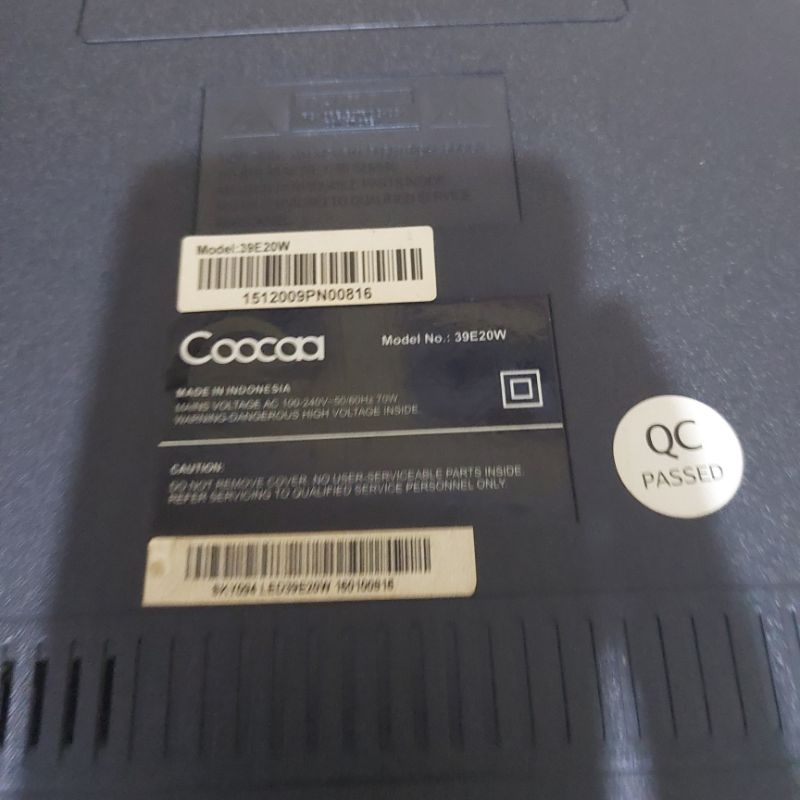 Model:39E20W
1512009PN00816
Coocaa
Model No.: 39E20W
MADE IN INDONESIA
MAINS VOLTAGE AC 100-240V~50/60Hz 70W
WARNING-DANGEROUS HIGH VOLTAGE INSIDE.
CAUTION:
DO NOT REMOVE COVER. NO USER-SERVICEABLE PARTS INSIDE.
REFER SERVICING TO QUALIFIED SERVICE PERSONNEL ONLY
QC
PASSED
LED39E20W